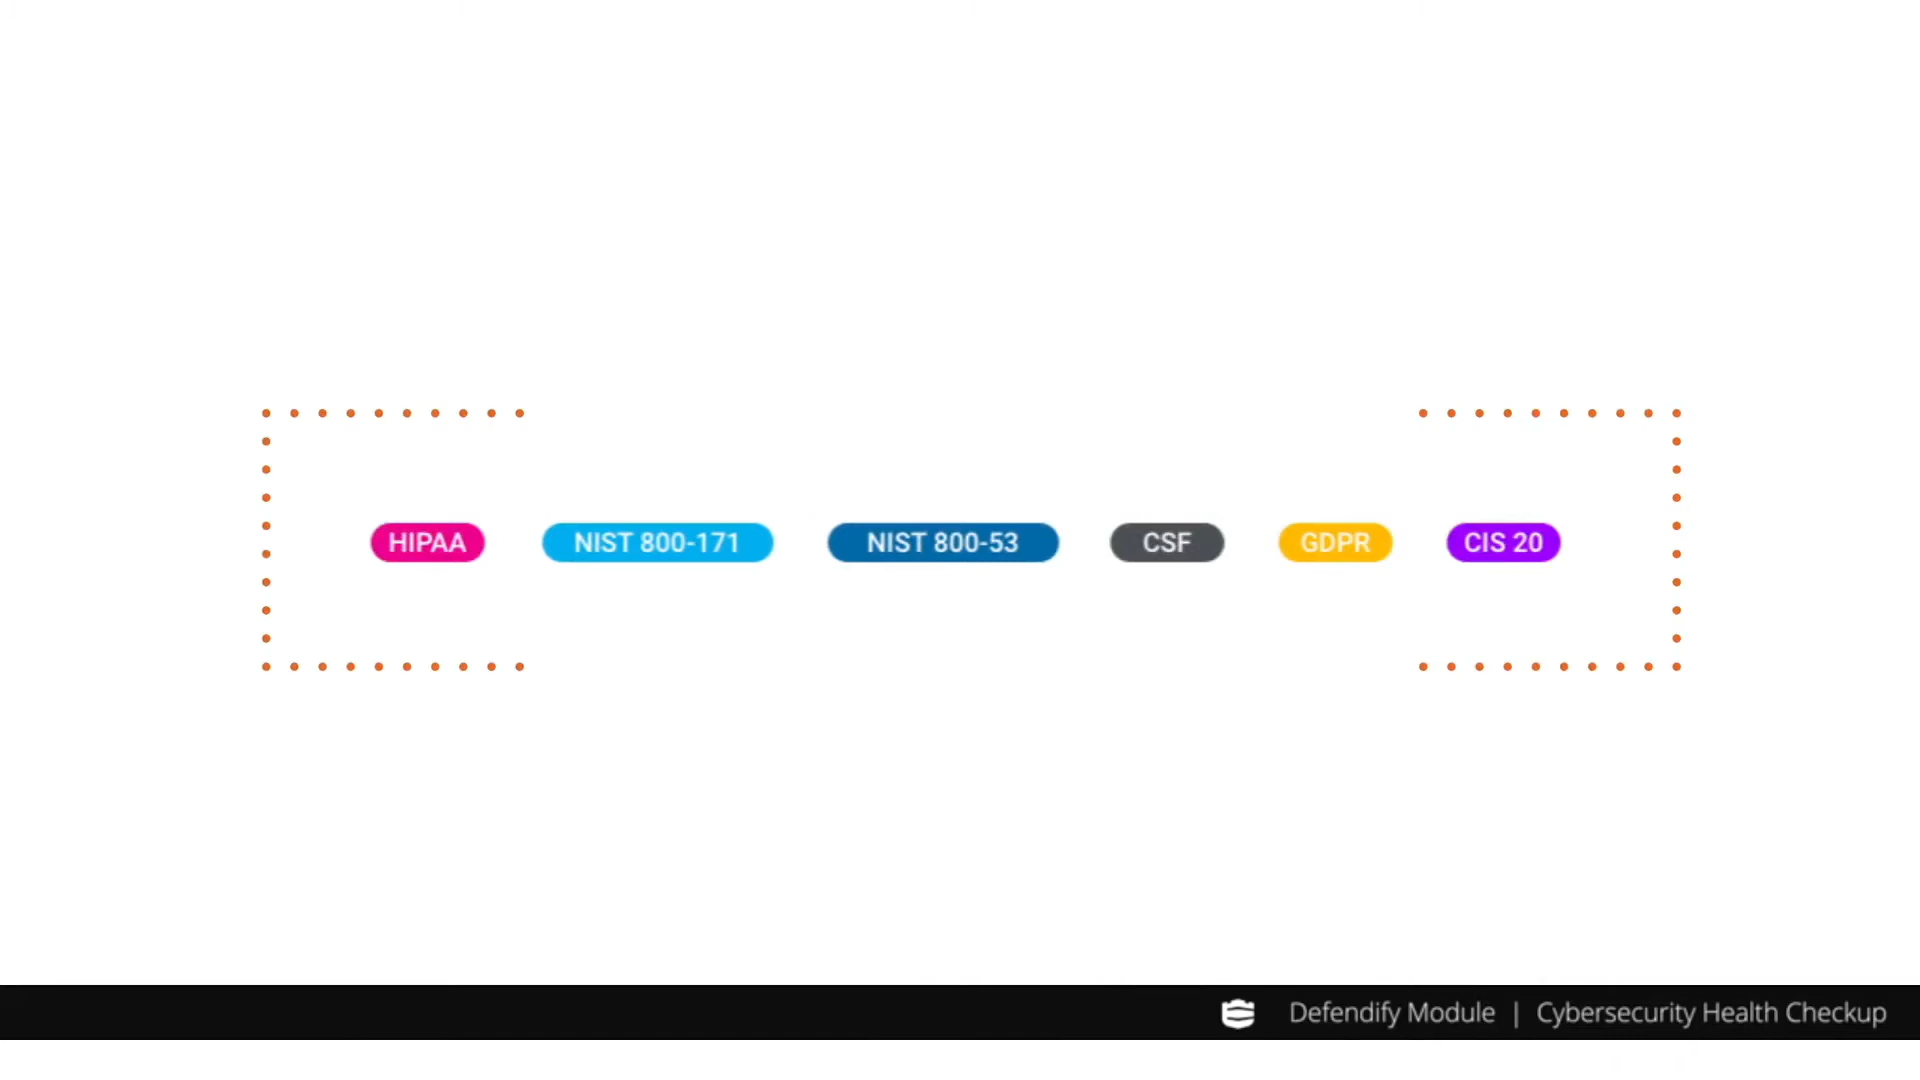 HIPAA NIST 800-171 NIST 800-53 CSF GDPR CIS 20
Defendify Module | Cybersecurity Health Checkup